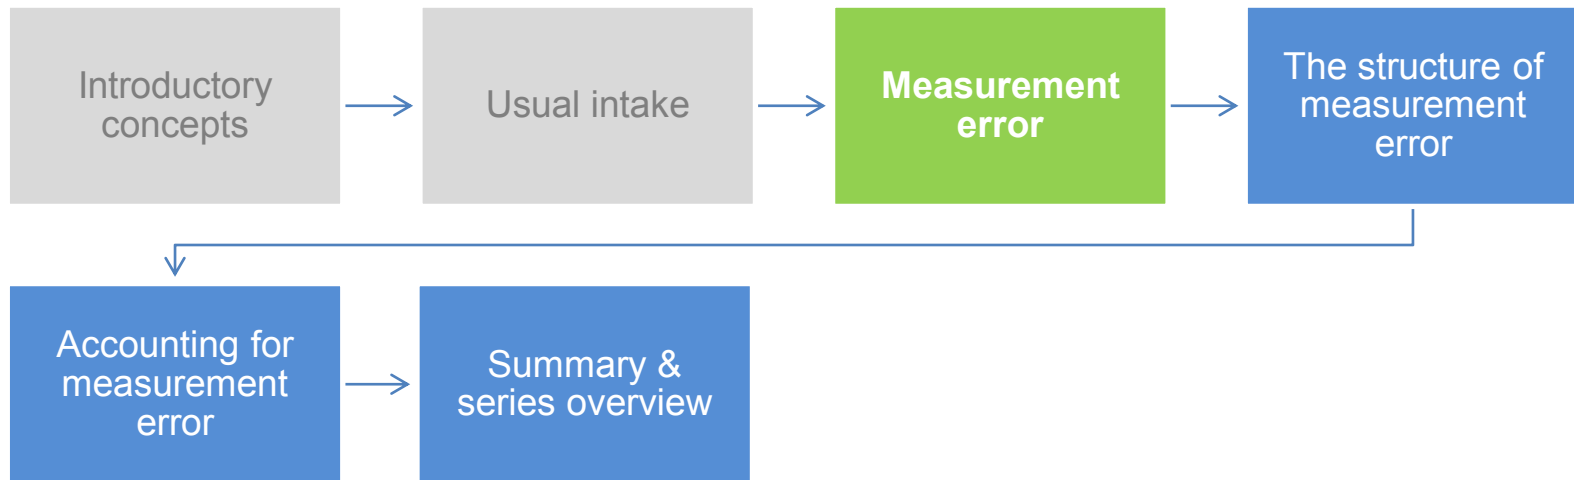 Introductory
concepts
Usual intake
Measurement
error
The structure of
measurement
error
Accounting for
measurement
error
Summary &
series overview